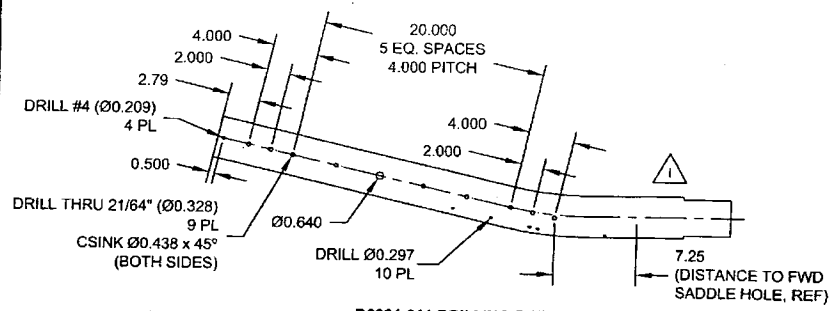 20.000
5 EQ. SPACES
4.000 PITCH
4.000
2.000
2.79
DRILL #4 (Ø0.209)
4 PL
0.500
4.000
2.000
DRILL THRU 21/64" (Ø0.328)
9 PL
CSINK Ø0.438 x 45°
(BOTH SIDES)
Ø0.640
DRILL Ø0.297
10 PL
1
7.25
(DISTANCE TO FWD
SADDLE HOLE, REF)